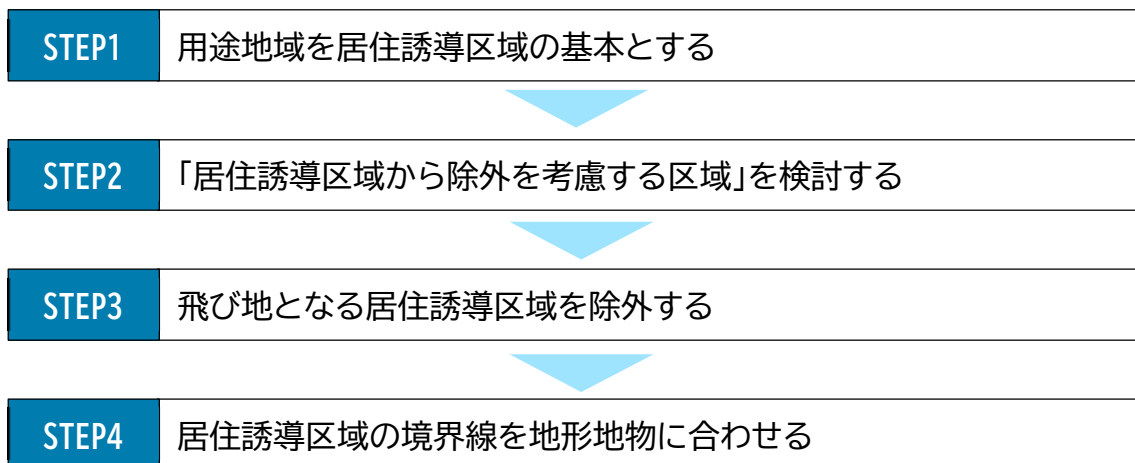 STEP1 用途地域を居住誘導区域の基本とする
STEP2 「居住誘導区域から除外を考慮する区域」を検討する
STEP3 飛び地となる居住誘導区域を除外する
STEP4 居住誘導区域の境界線を地形地物に合わせる